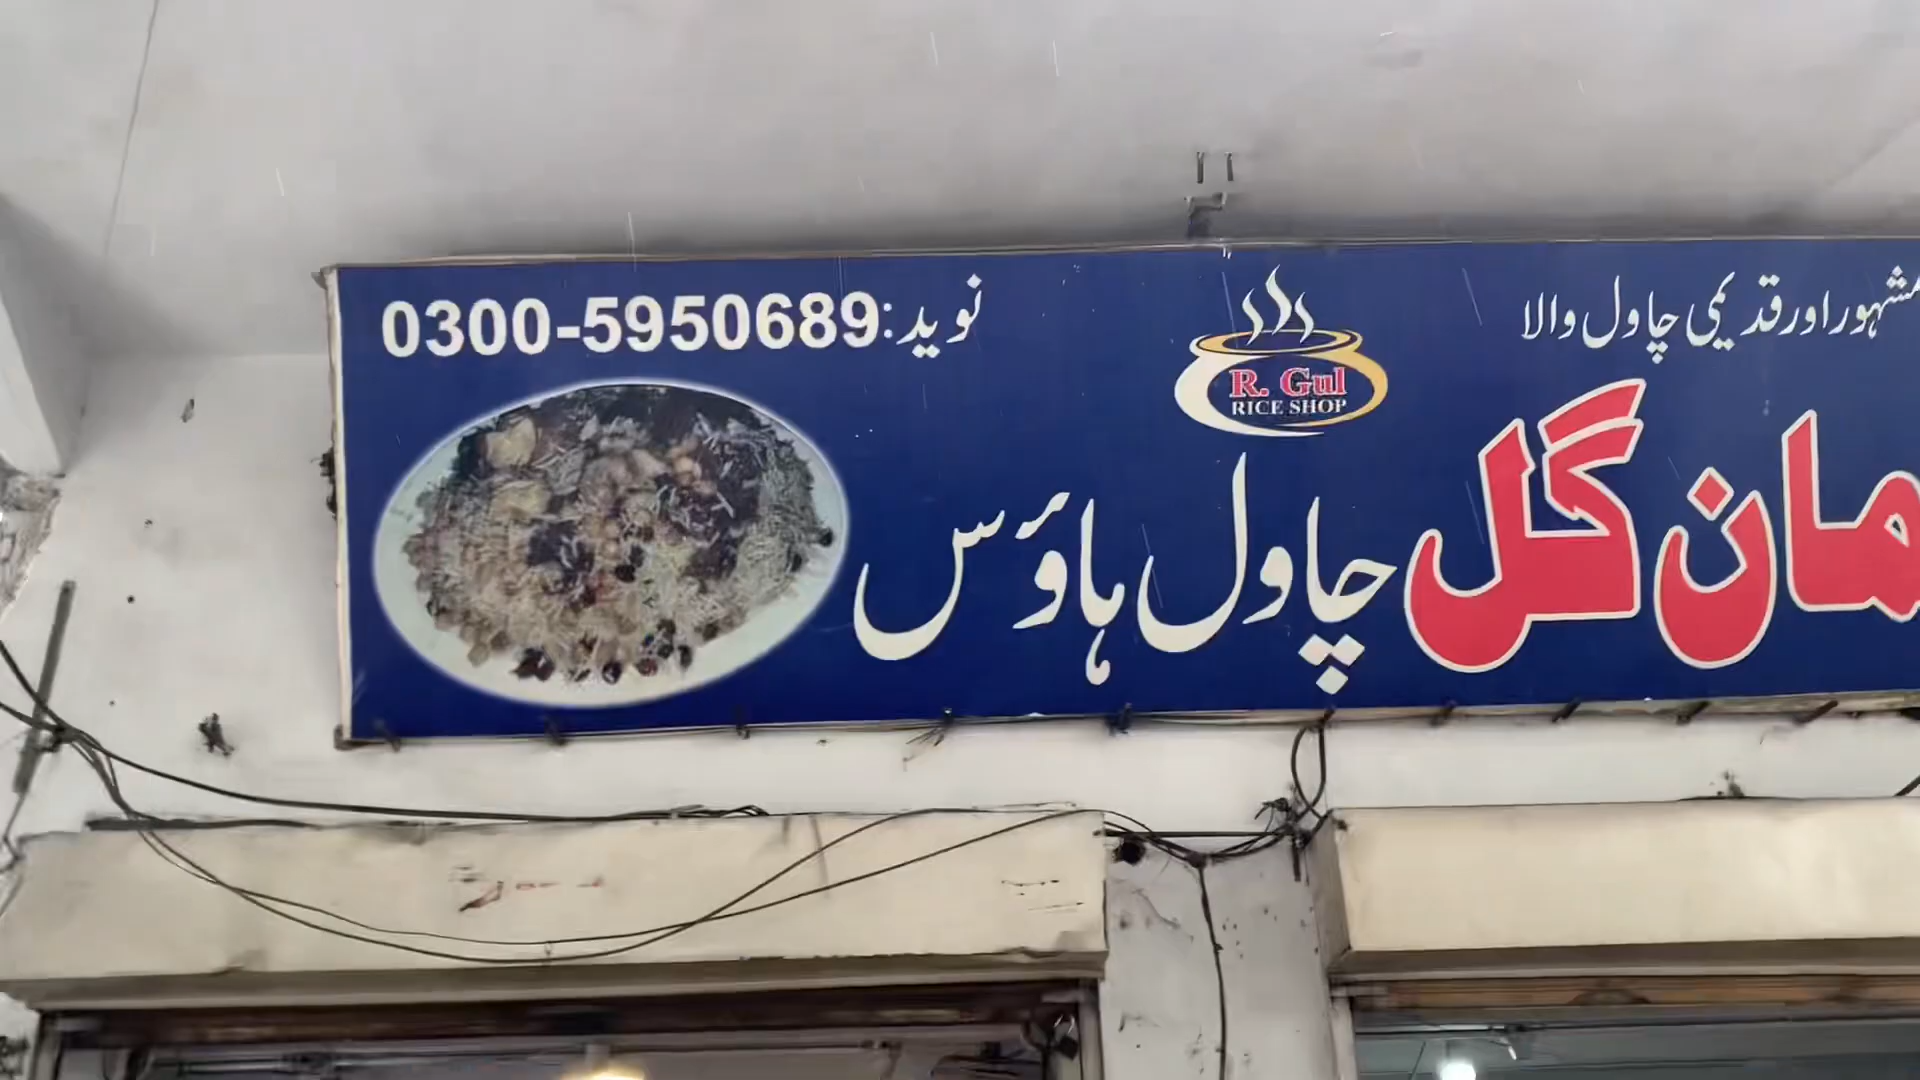 مشہور اور قدیمی چاول والا
نوید: 0300-5950689
R. Gul
RICE SHOP
مان گل چاول ہاؤس